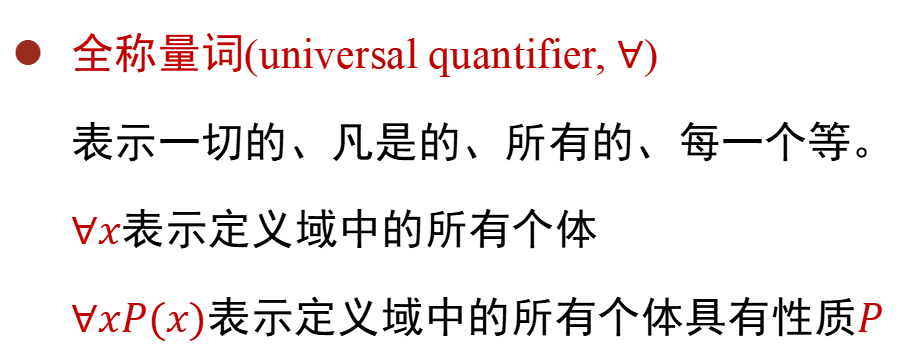 ● 全称量词(universal quantifier, ∀)
表示一切的、凡是的、所有的、每一个等。
∀x表示定义域中的所有个体
∀xP(x)表示定义域中的所有个体具有性质P